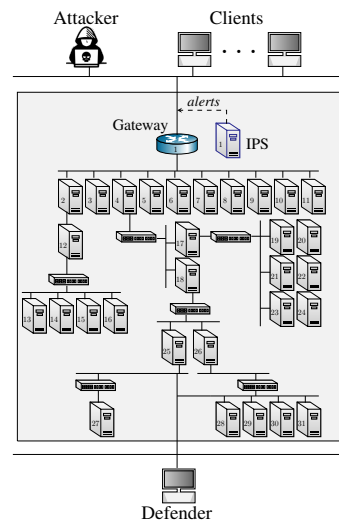 Attacker Clients
. . .
alerts
Gateway
1 1 IPS
2 3 4 5 6 7 8 9 10 11
12 17 19 20
18 21 22
13 14 15 16 23 24
25 26
27 28 29 30 31
Defender